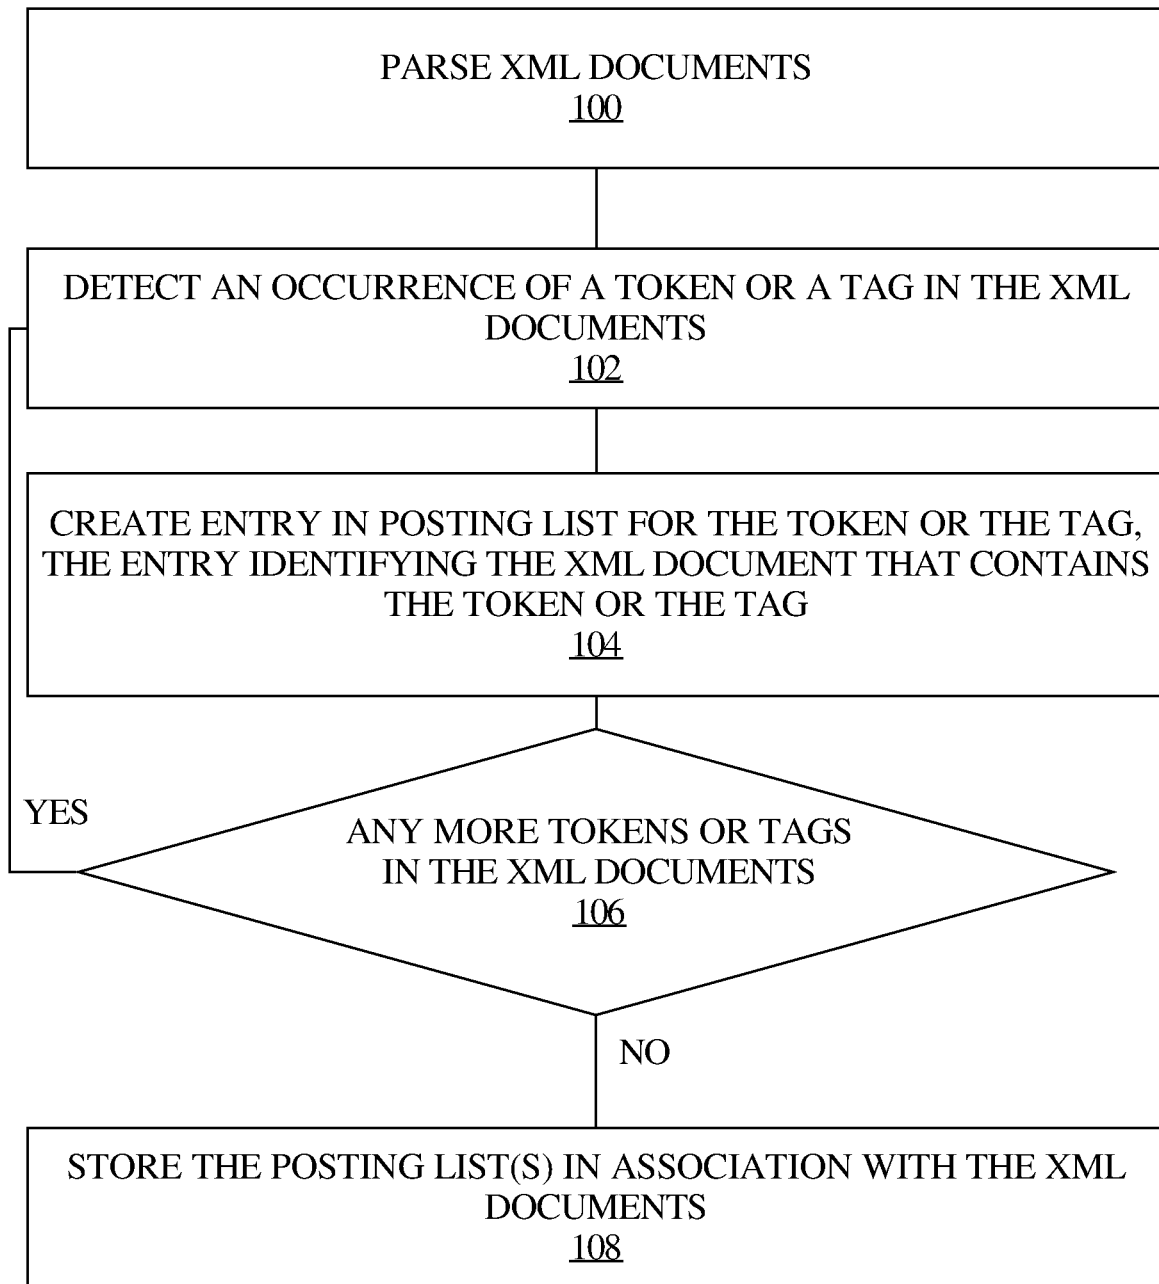 PARSE XML DOCUMENTS
100
DETECT AN OCCURRENCE OF A TOKEN OR A TAG IN THE XML
DOCUMENTS
102
CREATE ENTRY IN POSTING LIST FOR THE TOKEN OR THE TAG,
THE ENTRY IDENTIFYING THE XML DOCUMENT THAT CONTAINS
THE TOKEN OR THE TAG
104
YES
ANY MORE TOKENS OR TAGS
IN THE XML DOCUMENTS
106
NO
STORE THE POSTING LIST(S) IN ASSOCIATION WITH THE XML
DOCUMENTS
108